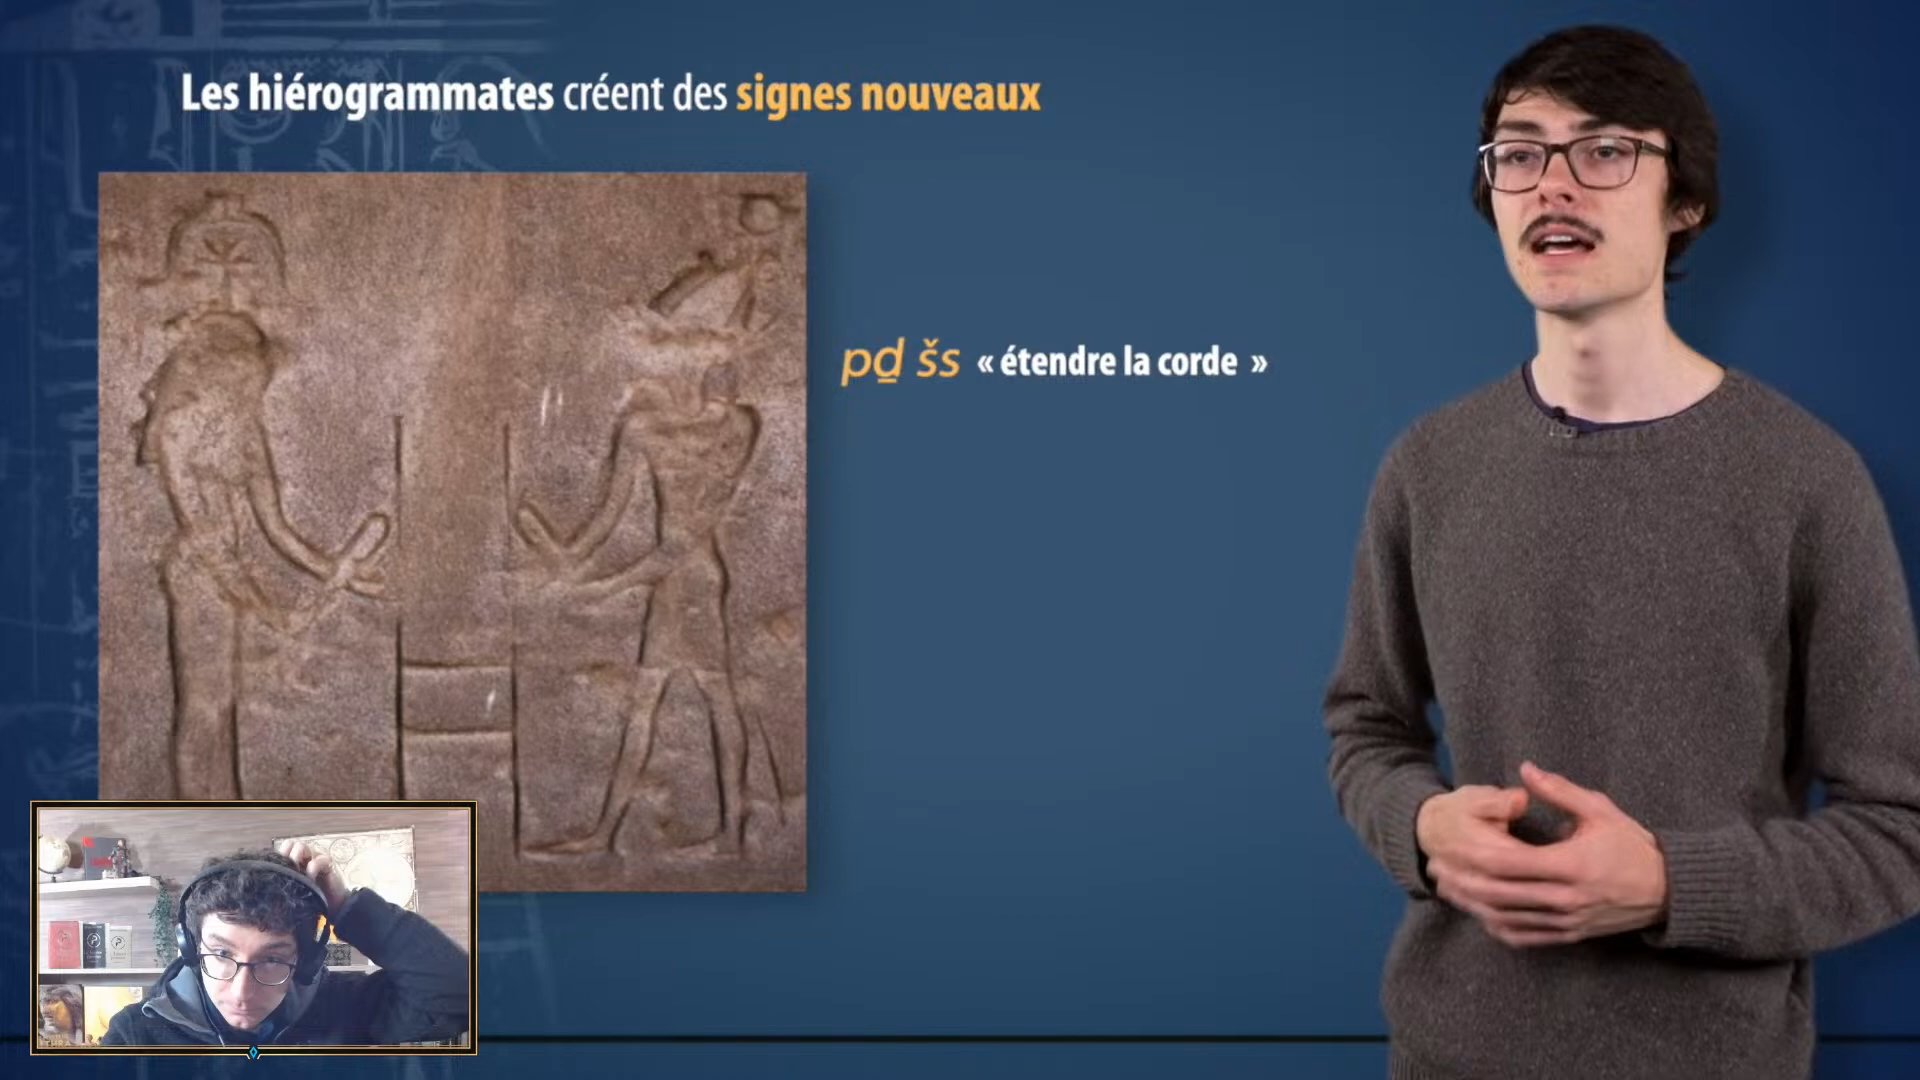 Les hiérogrammates créent des signes nouveaux
pḏ šs « étendre la corde »